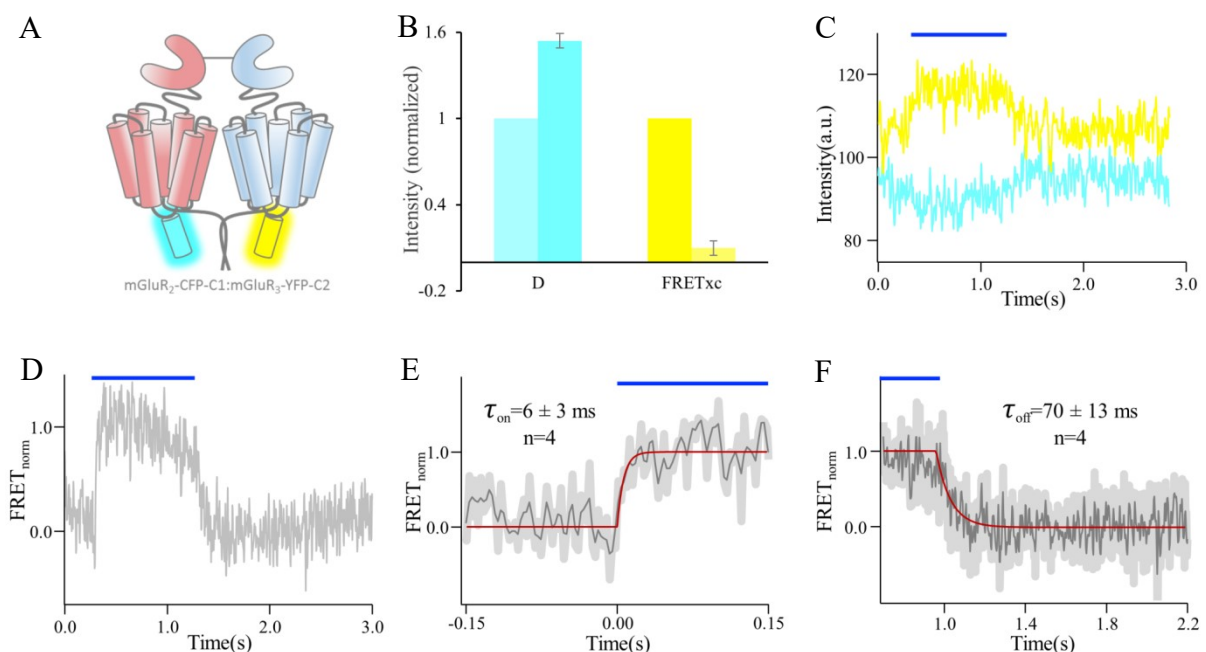 A
mGluR₂-CFP-C1:mGluR₃-YFP-C2
B
Intensity (normalized)
1.6
1
0.4
-0.2
D
FRETxc
C
Intensity(a.u.)
120
100
80
0.0
1.0
2.0
3.0
Time(s)
D
FRETnorm
1.0
0.0
0.0
1.0
2.0
3.0
Time(s)
E
τon=6 ± 3 ms
n=4
FRETnorm
1.0
0.0
-0.15
0.00
0.15
Time(s)
F
τoff=70 ± 13 ms
n=4
FRETnorm
1.0
0.0
1.0
1.4
1.8
2.2
Time(s)